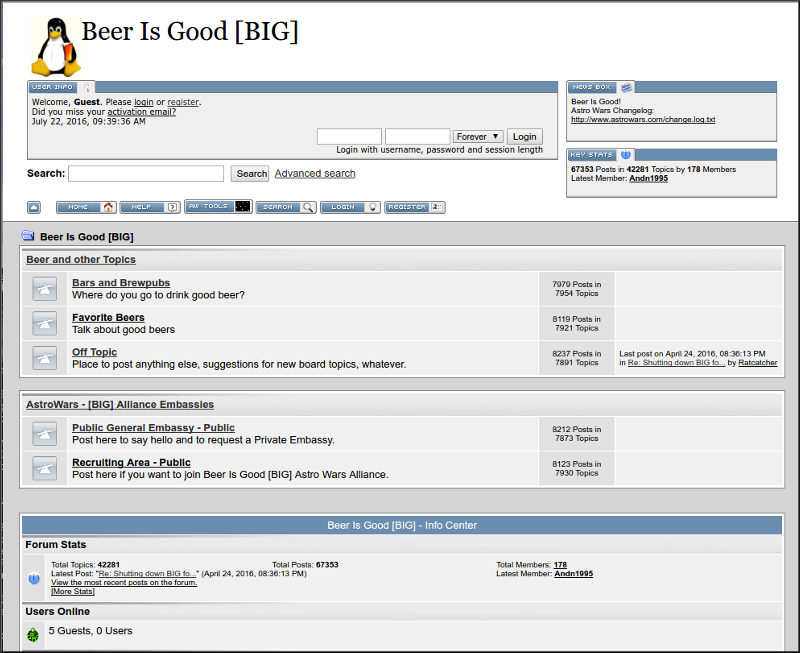 Beer Is Good [BIG]
USER INFO
Welcome, Guest. Please login or register.
Did you miss your activation email?
July 22, 2016, 09:39:36 AM
Forever ▼ Login
Login with username, password and session length
NEWS BOX
Beer Is Good!
Astro Wars Changelog:
http://www.astrowars.com/change.log.txt
KEY STATS
67353 Posts in 42281 Topics by 178 Members
Latest Member: Andn1995
Search: Search Advanced search
HOME HELP AW TOOLS SEARCH LOGIN REGISTER
Beer Is Good [BIG]
Beer and other Topics
Bars and Brewpubs
Where do you go to drink good beer?
7979 Posts in
7954 Topics
Favorite Beers
Talk about good beers
8119 Posts in
7921 Topics
Off Topic
Place to post anything else, suggestions for new board topics, whatever.
8237 Posts in
7891 Topics
Last post on April 24, 2016, 08:36:13 PM
in Re: Shutting down BIG fo... by Ratcatcher
AstroWars - [BIG] Alliance Embassies
Public General Embassy - Public
Post here to say hello and to request a Private Embassy.
8212 Posts in
7873 Topics
Recruiting Area - Public
Post here if you want to join Beer Is Good [BIG] Astro Wars Alliance.
8123 Posts in
7930 Topics
Beer Is Good [BIG] - Info Center
Forum Stats
Total Topics: 42281 Total Posts: 67353 Total Members: 178
Latest Post: "Re: Shutting down BIG fo..." (April 24, 2016, 08:36:13 PM) Latest Member: Andn1995
View the most recent posts on the forum.
[More Stats]
Users Online
5 Guests, 0 Users